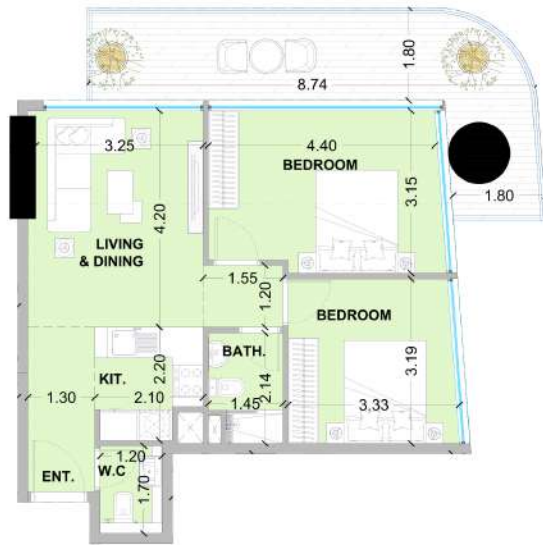 1.80
8.74
3.25
4.40
BEDROOM
3.15
1.80
4.20
LIVING
& DINING
1.55
1.20
BEDROOM
BATH.
3.19
KIT.
2.20
2.14
1.30
2.10
1.45
3.33
1.20
W.C
ENT.
1.70